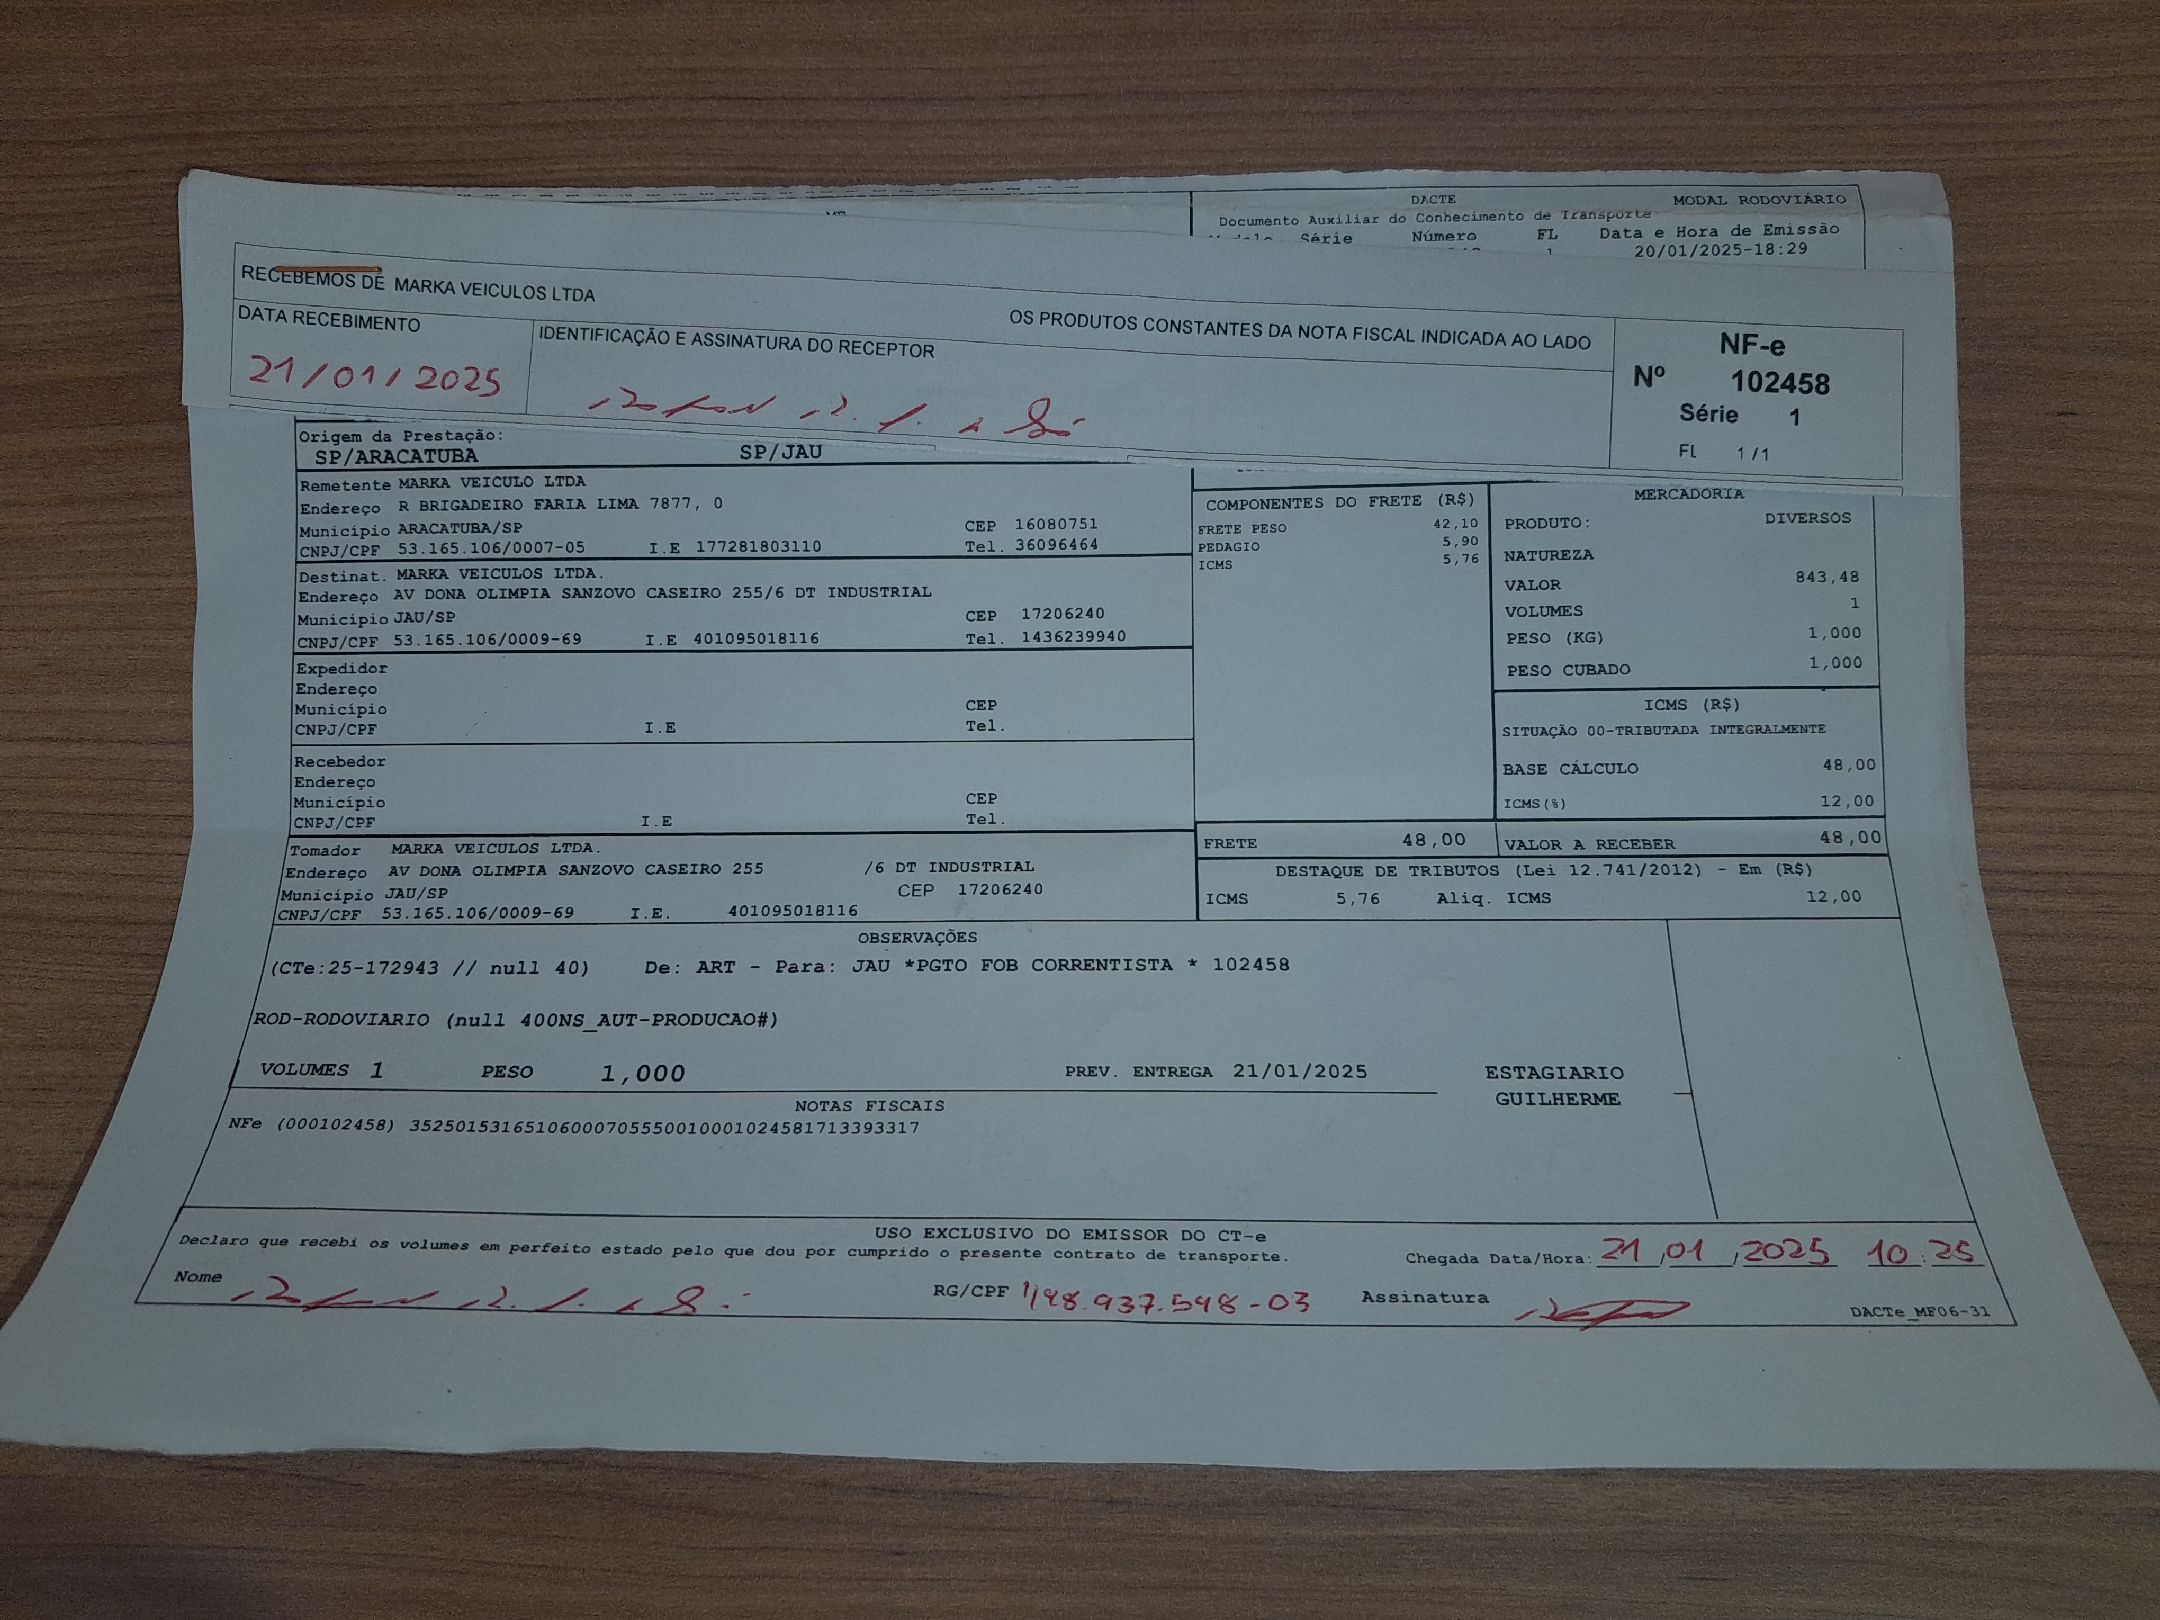 DACTE MODAL RODOVIÁRIO
Documento Auxiliar do Conhecimento de Transporte
Série Número FL Data e Hora de Emissão
1 20/01/2025-18:29
RECEBEMOS DE MARKA VEICULOS LTDA
OS PRODUTOS CONSTANTES DA NOTA FISCAL INDICADA AO LADO
DATA RECEBIMENTO
21/01/2025
IDENTIFICAÇÃO E ASSINATURA DO RECEPTOR
NF-e
Nº 102458
Série 1
FL 1/1
Origem da Prestação:
SP/ARACATUBA SP/JAU
Remetente MARKA VEICULO LTDA
Endereço R BRIGADEIRO FARIA LIMA 7877, 0
Município ARACATUBA/SP CEP 16080751
CNPJ/CPF 53.165.106/0007-05 I.E 177281803110 Tel. 36096464
Destinat. MARKA VEICULOS LTDA.
Endereço AV DONA OLIMPIA SANZOVO CASEIRO 255/6 DT INDUSTRIAL
Município JAU/SP CEP 17206240
CNPJ/CPF 53.165.106/0009-69 I.E 401095018116 Tel. 1436239940
Expedidor
Endereço
Município CEP
CNPJ/CPF I.E Tel.
Recebedor
Endereço
Município CEP
CNPJ/CPF I.E Tel.
Tomador MARKA VEICULOS LTDA.
Endereço AV DONA OLIMPIA SANZOVO CASEIRO 255 /6 DT INDUSTRIAL
Município JAU/SP CEP 17206240
CNPJ/CPF 53.165.106/0009-69 I.E. 401095018116
COMPONENTES DO FRETE (R$)
FRETE PESO 42,10
PEDAGIO 5,90
ICMS 5,76
MERCADORIA
PRODUTO: DIVERSOS
NATUREZA
VALOR 843,48
VOLUMES 1
PESO (KG) 1,000
PESO CUBADO 1,000
ICMS (R$)
SITUAÇÃO 00-TRIBUTADA INTEGRALMENTE
BASE CÁLCULO 48,00
ICMS(%) 12,00
FRETE 48,00 VALOR A RECEBER 48,00
DESTAQUE DE TRIBUTOS (Lei 12.741/2012) - Em (R$)
ICMS 5,76 Aliq. ICMS 12,00
OBSERVAÇÕES
(CTe:25-172943 // null 40) De: ART - Para: JAU *PGTO FOB CORRENTISTA * 102458
ROD-RODOVIARIO (null 400NS_AUT-PRODUCAO#)
VOLUMES 1 PESO 1,000 PREV. ENTREGA 21/01/2025 ESTAGIARIO
GUILHERME
NOTAS FISCAIS
NFe (000102458) 35250153165106000705550010001024581713393317
USO EXCLUSIVO DO EMISSOR DO CT-e
Declaro que recebi os volumes em perfeito estado pelo que dou por cumprido o presente contrato de transporte. Chegada Data/Hora: 21,01,2025 10:25
Nome RG/CPF 198.937.598-03 Assinatura
DACTe_MF06-31